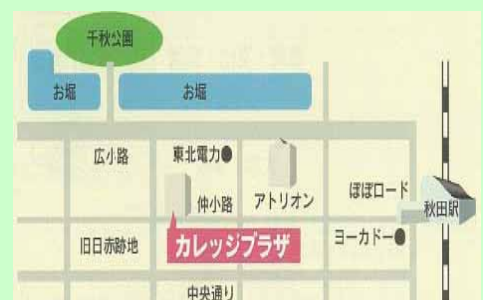 千秋公園
お堀
お堀
広小路
東北電力●
仲小路
アトリオン
ぽぽロード
秋田駅
旧日赤跡地
カレッジプラザ
ヨーカドー●
中央通り